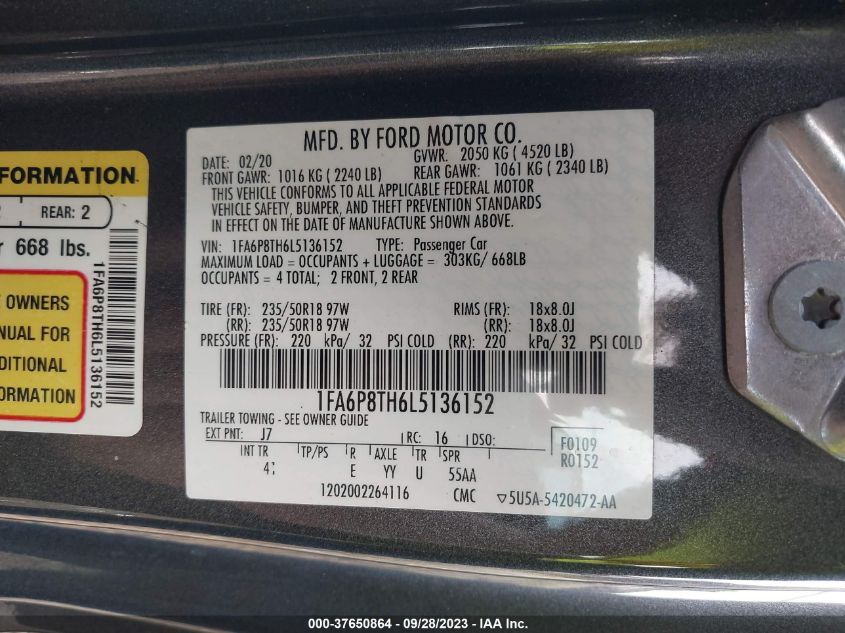 FORMATION
REAR: 2
668 lbs.
OWNERS
FOR
FORMATION
1FA6P8TH6L5136152
MFD. BY FORD MOTOR CO.
DATE: 02/20 GVWR: 2050 KG ( 4520 LB)
FRONT GAWR: 1016 KG ( 2240 LB) REAR GAWR: 1061 KG ( 2340 LB)
THIS VEHICLE CONFORMS TO ALL APPLICABLE FEDERAL MOTOR
VEHICLE SAFETY, BUMPER, AND THEFT PREVENTION STANDARDS
IN EFFECT ON THE DATE OF MANUFACTURE SHOWN ABOVE.
VIN: 1FA6P8TH6L5136152 TYPE: Passenger Car
MAXIMUM LOAD = OCCUPANTS + LUGGAGE = 303KG/ 668LB
OCCUPANTS = 4 TOTAL; 2 FRONT, 2 REAR
TIRE (FR): 235/50R18 97W RIMS (FR): 18x8.0J
(RR): 235/50R18 97W (RR): 18x8.0J
PRESSURE (FR): 220 kPa/ 32 PSI COLD (RR): 220 kPa/ 32 PSI COLD
1FA6P8TH6L5136152
TRAILER TOWING - SEE OWNER GUIDE
EXT PNT: J7 RC: 16 DSO: F0109
INT TR TP/PS R AXLE TR SPR R0152
E YY U 55AA
1202002264116 CMC 5U5A-5420472-AA
000-37650864 - 09/28/2023 - IAA Inc.